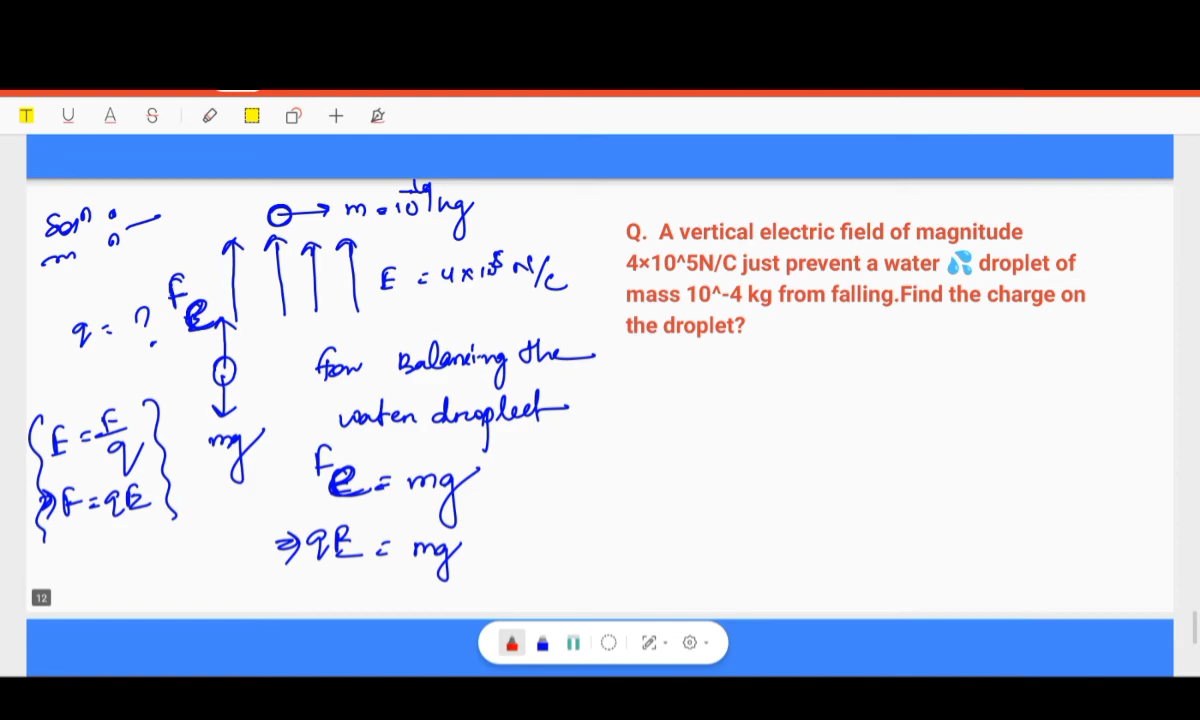 T U A S
Soln :-
m = 10^-4 kg
E = 4×10^5 N/C
Fe
q = ?
for Balancing the
water droplet
mg
{E = F/q
⇒ F = qE}
Fe = mg
⇒ qE = mg
12
Q. A vertical electric field of magnitude
4×10^5N/C just prevent a water 💦 droplet of
mass 10^-4 kg from falling.Find the charge on
the droplet?